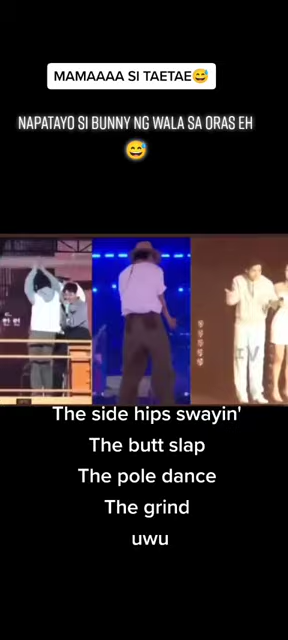 MAMAAAA SI TAETAE😅
NAPATAYO SI BUNNY NG WALA SA ORAS EH
😅
The side hips swayin'
The butt slap
The pole dance
The grind
uwu